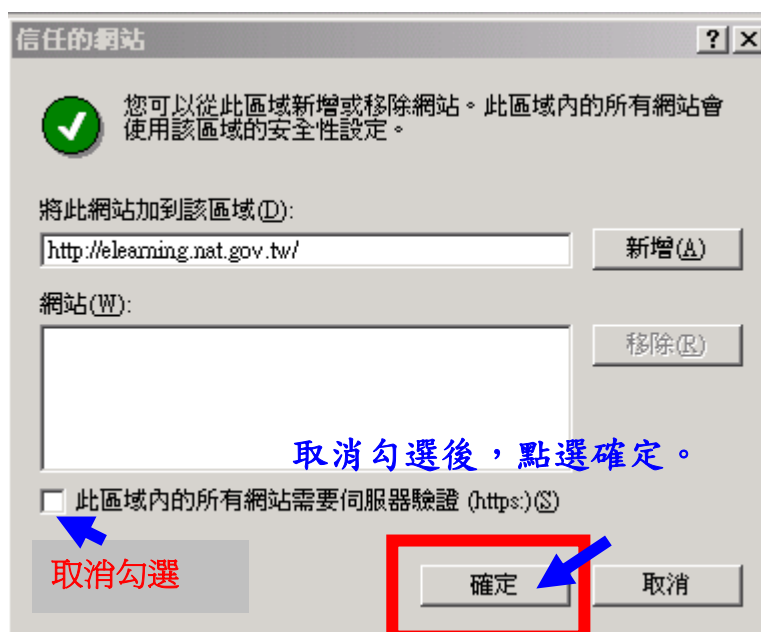 信任的網站
您可以從此區域新增或移除網站。此區域內的所有網站會
使用該區域的安全性設定。
將此網站加到該區域(D):
http://elearning.nat.gov.tw/
新增(A)
網站(W):
移除(R)
取消勾選後，點選確定。
此區域內的所有網站需要伺服器驗證 (https:)(S)
取消勾選
確定
取消